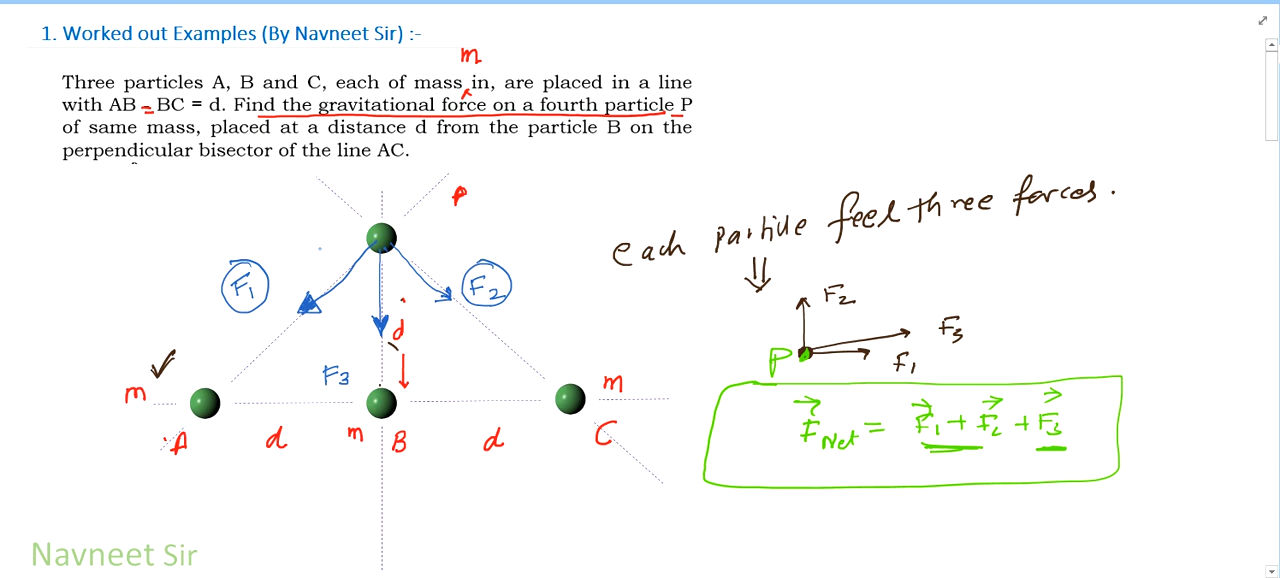 1. Worked out Examples (By Navneet Sir) :-
m
Three particles A, B and C, each of mass in, are placed in a line
with AB = BC = d. Find the gravitational force on a fourth particle P
of same mass, placed at a distance d from the particle B on the
perpendicular bisector of the line AC.
P
each particle feel three forces.
⇓
F1
F2
d
F2
F3
P
F1
F3
m
m
A
d
m B
d
C
F⃗Net = F⃗1 + F⃗2 + F⃗3
Navneet Sir